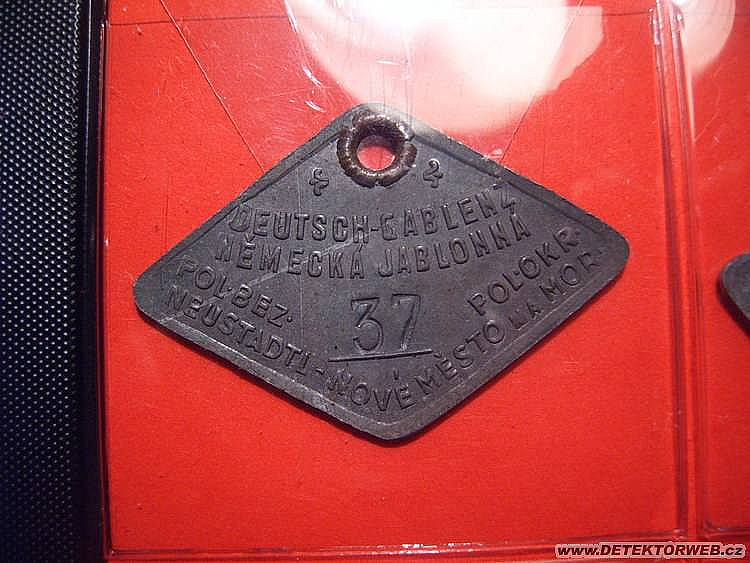 DEUTSCH-GABLENZ
NĚMECKÁ JABLONNÁ
POL·BEZ· 37 POL·OKR·
NEUSTADTL - NOVÉ MĚSTO NA MOR·
www.DETEKTORWEB.cz